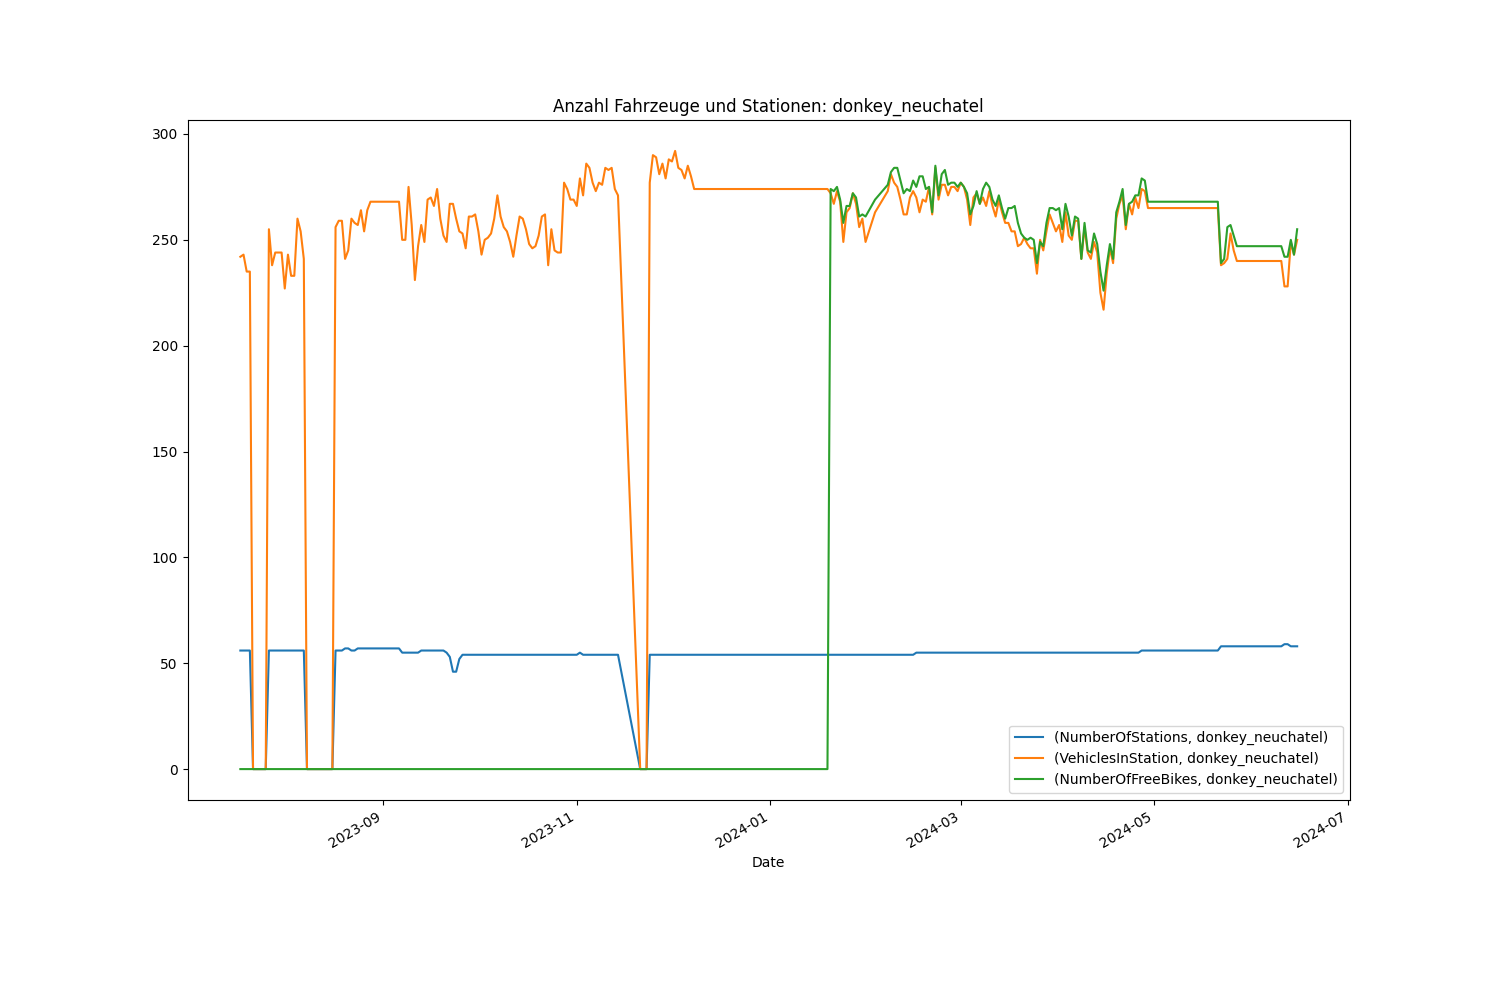 Anzahl Fahrzeuge und Stationen: donkey_neuchatel
300
250
200
150
100
50
0
(NumberOfStations, donkey_neuchatel)
(VehiclesInStation, donkey_neuchatel)
(NumberOfFreeBikes, donkey_neuchatel)
2023-09
2023-11
2024-01
2024-03
2024-05
2024-07
Date